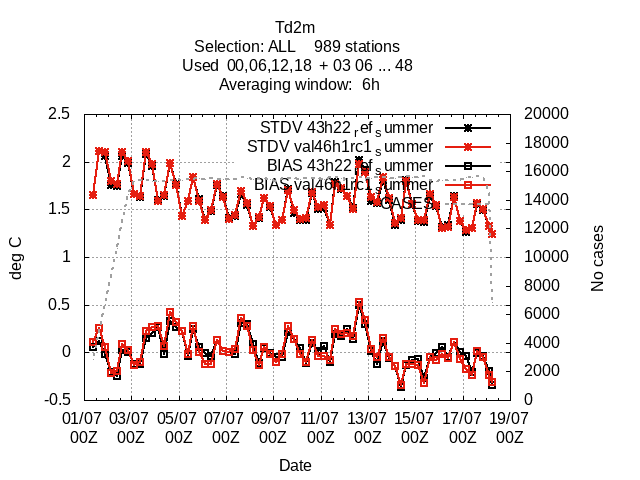 Td2m
Selection: ALL 989 stations
Used 00,06,12,18 + 03 06 ... 48
Averaging window: 6h
2.5
2
1.5
1
0.5
0
-0.5
20000
18000
16000
14000
12000
10000
8000
6000
4000
2000
0
STDV 43h22_ref_summer
STDV val46h1rc1_summer
BIAS 43h22_ref_summer
BIAS val46h1rc1_summer
CASES
deg C
No cases
01/07 03/07 05/07 07/07 09/07 11/07 13/07 15/07 17/07 19/07
00Z 00Z 00Z 00Z 00Z 00Z 00Z 00Z 00Z 00Z
Date